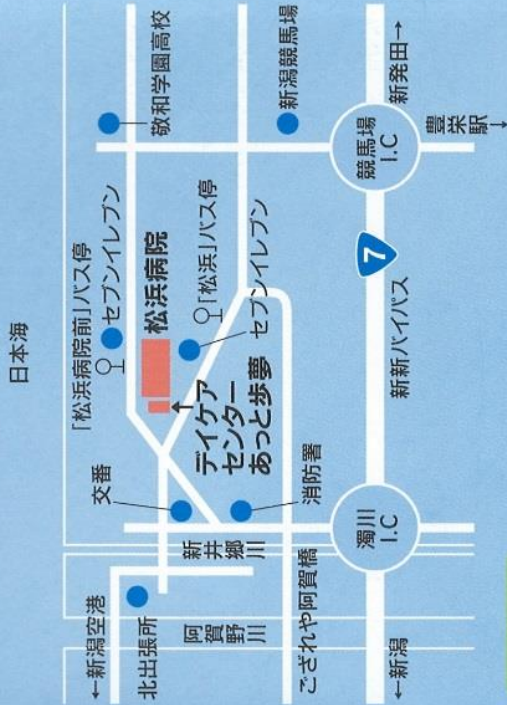 日本海
「松浜病院前」バス停
セブンイレブン
敬和学園高校
松浜病院
「松浜」バス停
セブンイレブン
新潟競馬場
デイケア
センター
あっと歩夢
交番
消防署
←新潟空港
北出張所
新井郷川
阿賀野川
ござれや阿賀橋
濁川
I.C
競馬場
I.C
7
新新バイパス
←新潟
新発田→
豊栄駅
↓